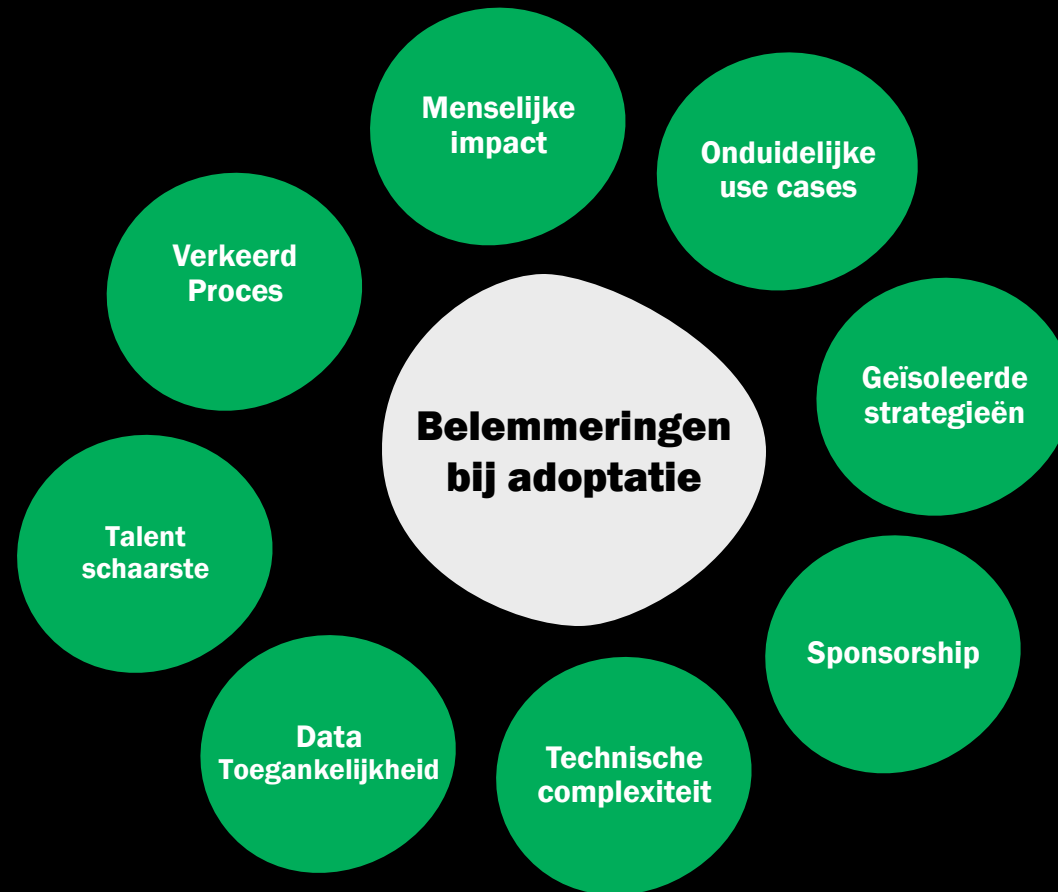 Menselijke
impact
Onduidelijke
use cases
Verkeerd
Proces
Geïsoleerde
strategieën
Belemmeringen
bij adoptatie
Talent
schaarste
Sponsorship
Data
Toegankelijkheid
Technische
complexiteit